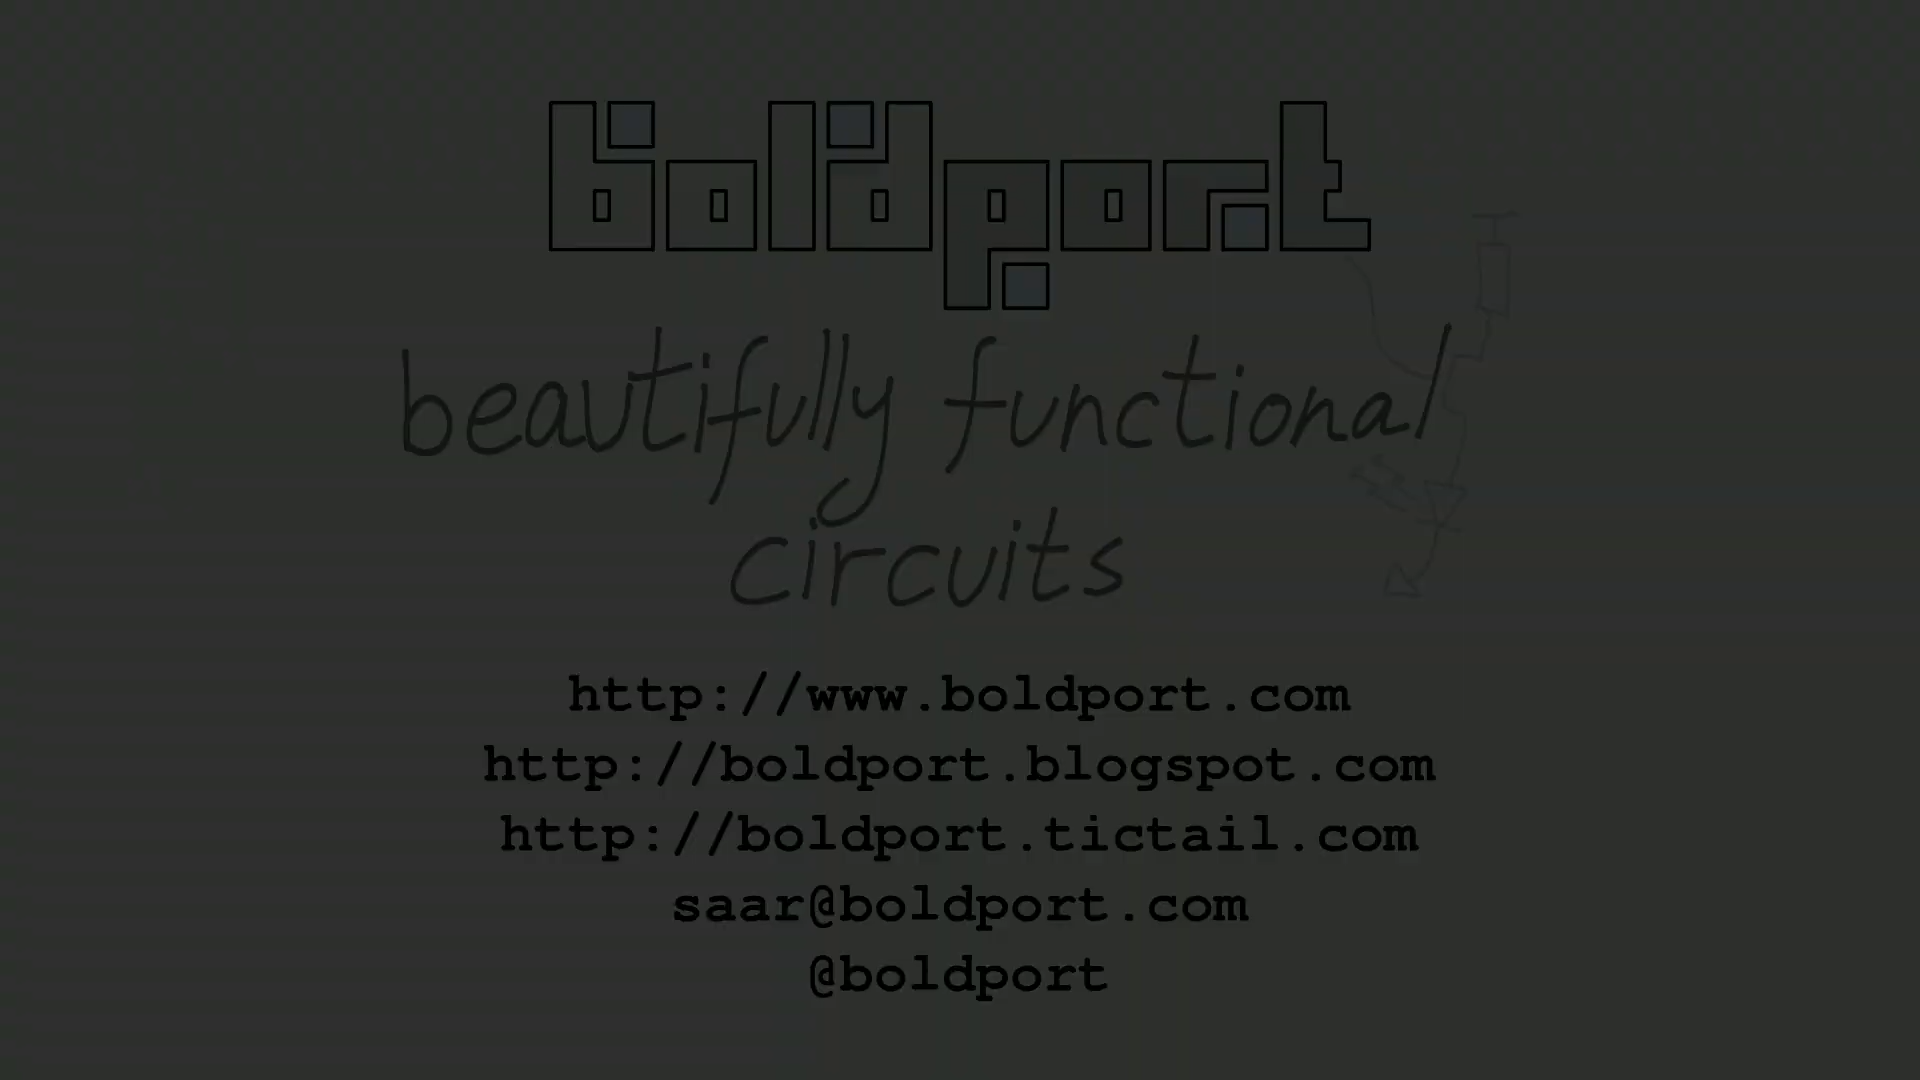 boldport
beautifully functional
circuits
http://www.boldport.com
http://boldport.blogspot.com
http://boldport.tictail.com
saar@boldport.com
@boldport